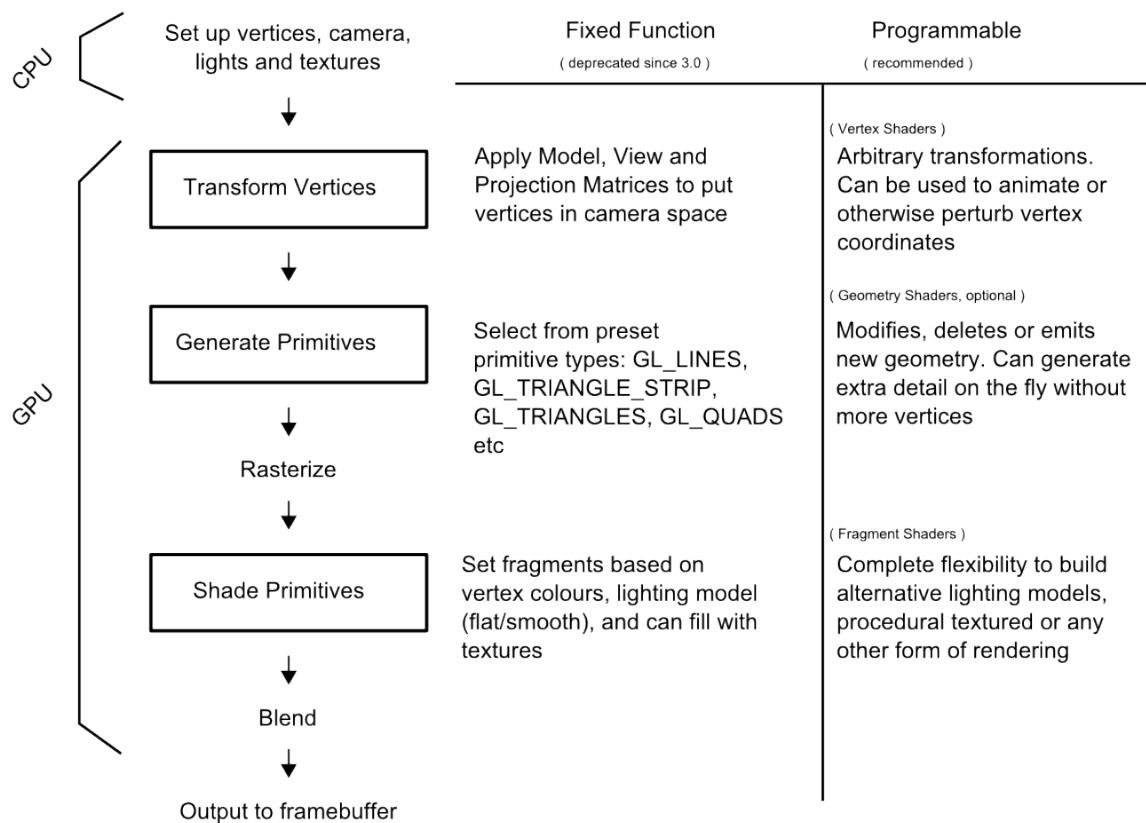 CPU
Set up vertices, camera,
lights and textures
Fixed Function
( deprecated since 3.0 )
Programmable
( recommended )
GPU
Transform Vertices
Apply Model, View and
Projection Matrices to put
vertices in camera space
( Vertex Shaders )
Arbitrary transformations.
Can be used to animate or
otherwise perturb vertex
coordinates
Generate Primitives
Select from preset
primitive types: GL_LINES,
GL_TRIANGLE_STRIP,
GL_TRIANGLES, GL_QUADS
etc
( Geometry Shaders, optional )
Modifies, deletes or emits
new geometry. Can generate
extra detail on the fly without
more vertices
Rasterize
Shade Primitives
Set fragments based on
vertex colours, lighting model
(flat/smooth), and can fill with
textures
( Fragment Shaders )
Complete flexibility to build
alternative lighting models,
procedural textured or any
other form of rendering
Blend
Output to framebuffer